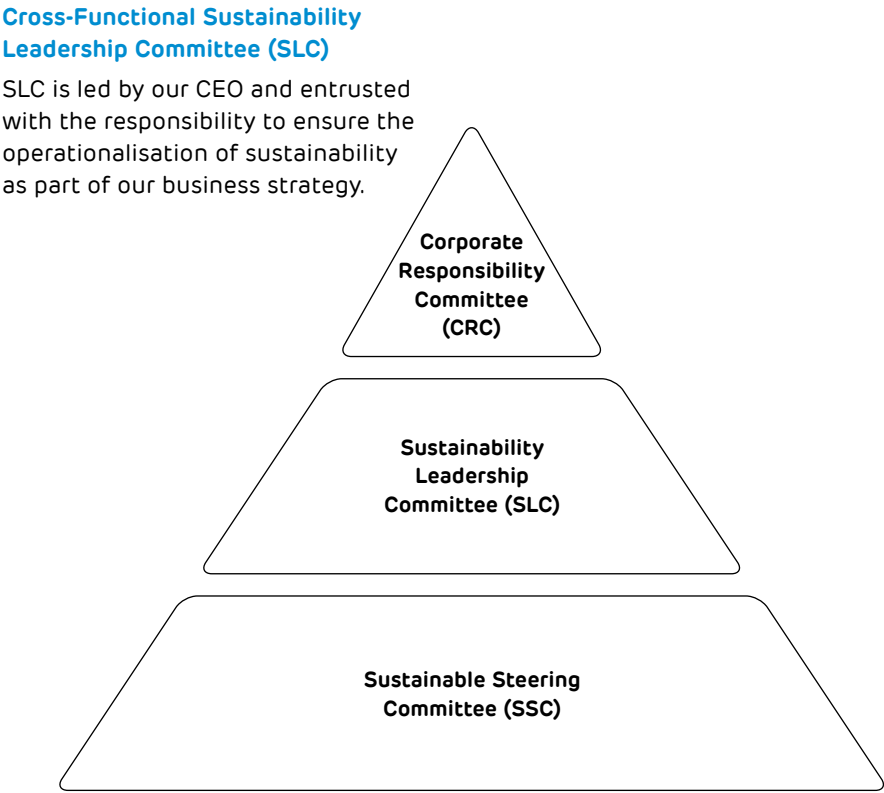 Cross-Functional Sustainability
Leadership Committee (SLC)
SLC is led by our CEO and entrusted
with the responsibility to ensure the
operationalisation of sustainability
as part of our business strategy.
Corporate
Responsibility
Committee
(CRC)
Sustainability
Leadership
Committee (SLC)
Sustainable Steering
Committee (SSC)